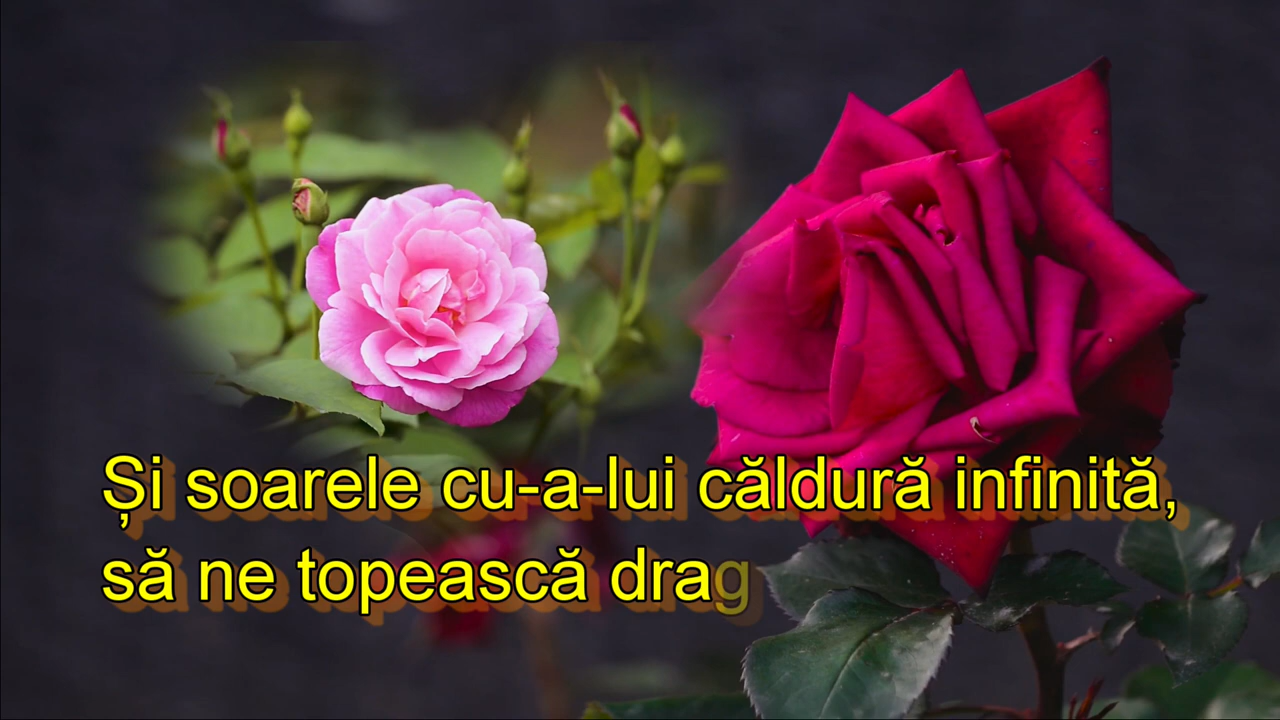 Și soarele cu-a-lui căldură infinită,
să ne topească drag